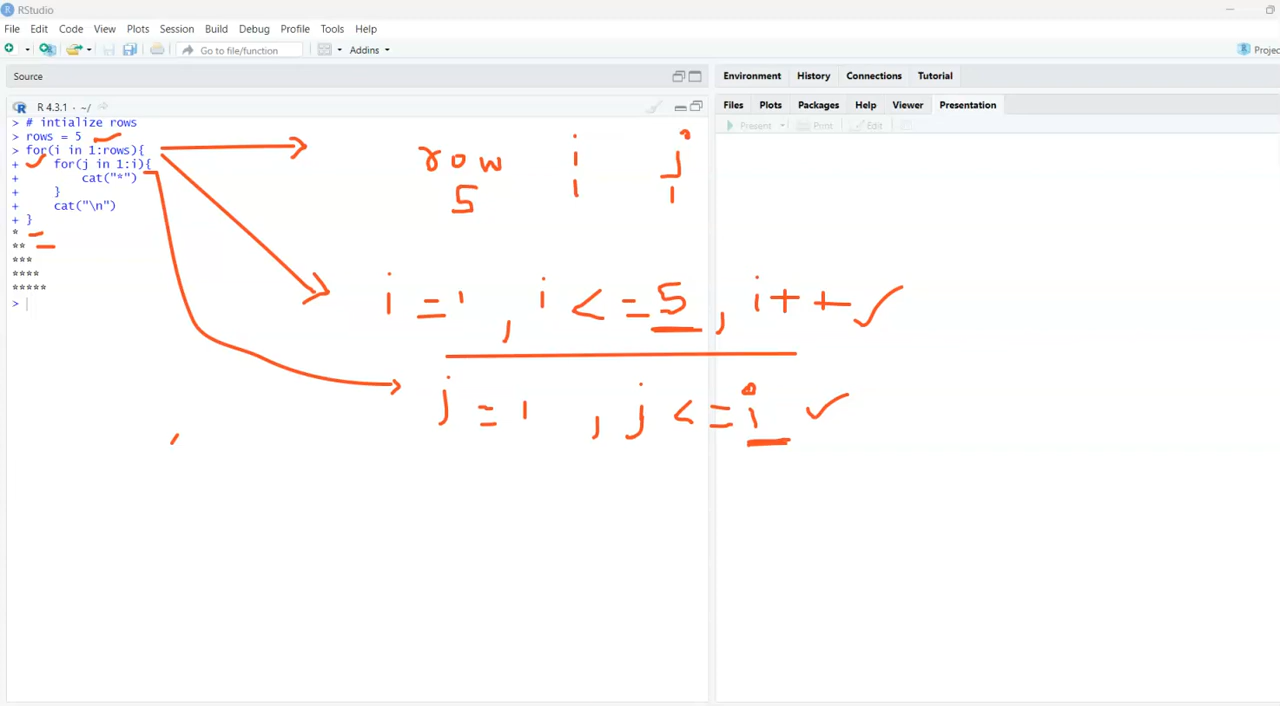 RStudio
File Edit Code View Plots Session Build Debug Profile Tools Help
Go to file/function Addins Projec
Source
Environment History Connections Tutorial
R 4.3.1 · ~/
Files Plots Packages Help Viewer Presentation
Present Print Edit
> # intialize rows
> rows = 5
> for(i in 1:rows){
+ for(j in 1:i){
+ cat("*")
+ }
+ cat("\n")
+ }
*
**
***
****
*****
>
row i j
5 1 1
i = 1 , i <= 5 , i++
j = 1 , j <= i